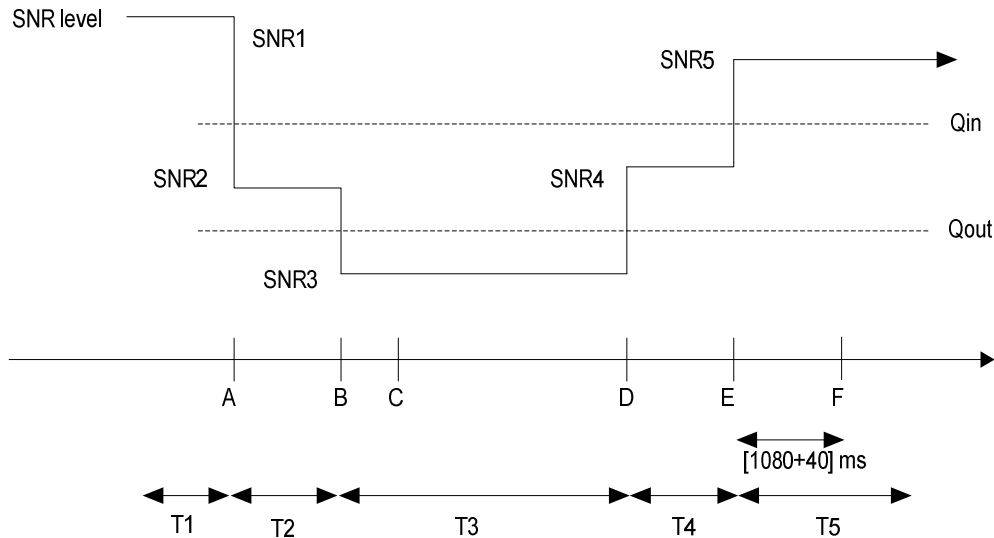 SNR level
SNR1
SNR5
Qin
SNR2
SNR4
Qout
SNR3
A B C D E F
[1080+40] ms
T1 T2 T3 T4 T5